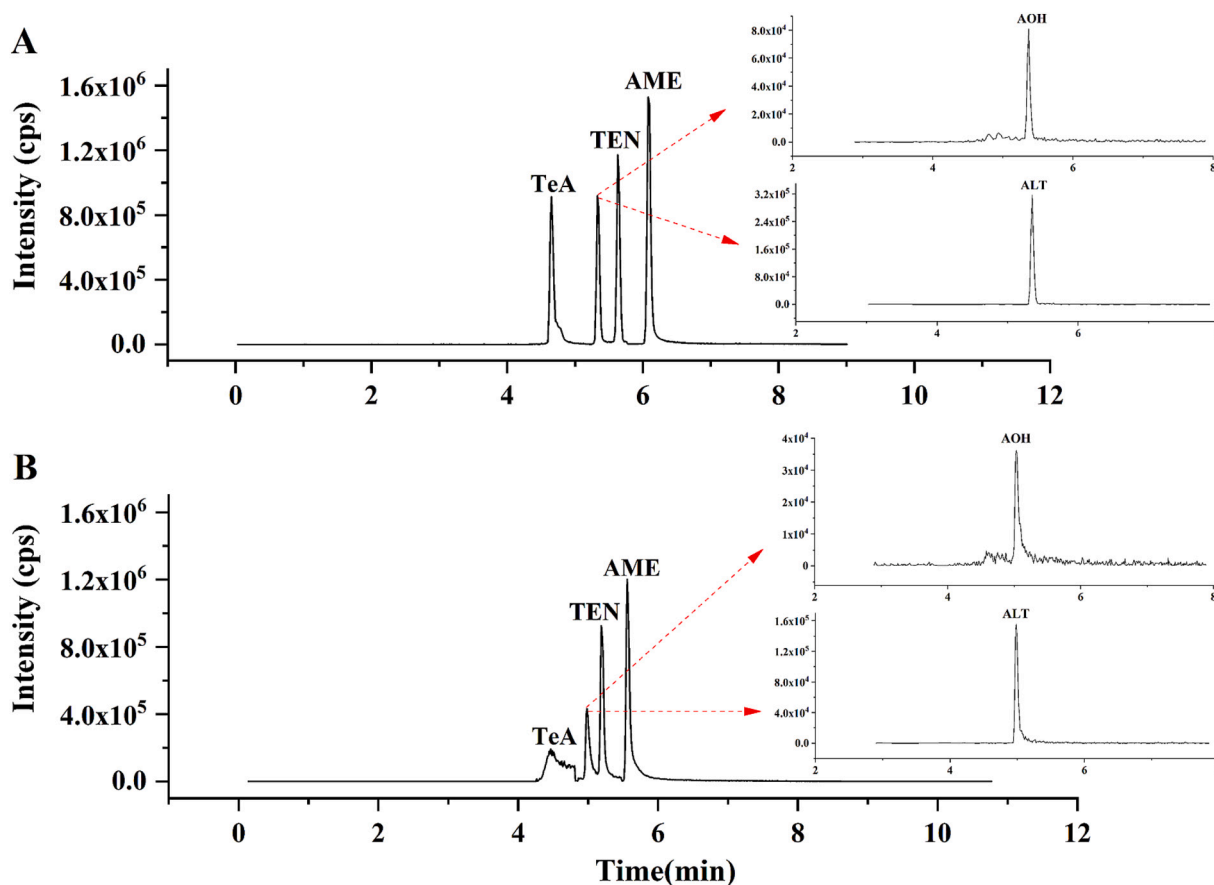 A
Intensity (cps)
1.6x10⁶
1.2x10⁶
8.0x10⁵
4.0x10⁵
0.0
TeA
TEN
AME
0 2 4 6 8 10 12
AOH
8.0x10⁴
6.0x10⁴
4.0x10⁴
2.0x10⁴
0.0
2 4 6 8
ALT
3.2x10⁵
2.4x10⁵
1.6x10⁵
8.0x10⁴
0.0
2 4 6
B
Intensity (cps)
1.6x10⁶
1.2x10⁶
8.0x10⁵
4.0x10⁵
0.0
TeA
TEN
AME
0 2 4 6 8 10 12
Time(min)
AOH
4x10⁴
3x10⁴
2x10⁴
1x10⁴
0
2 4 6 8
ALT
1.6x10⁵
1.2x10⁵
8.0x10⁴
4.0x10⁴
0.0
2 4 6